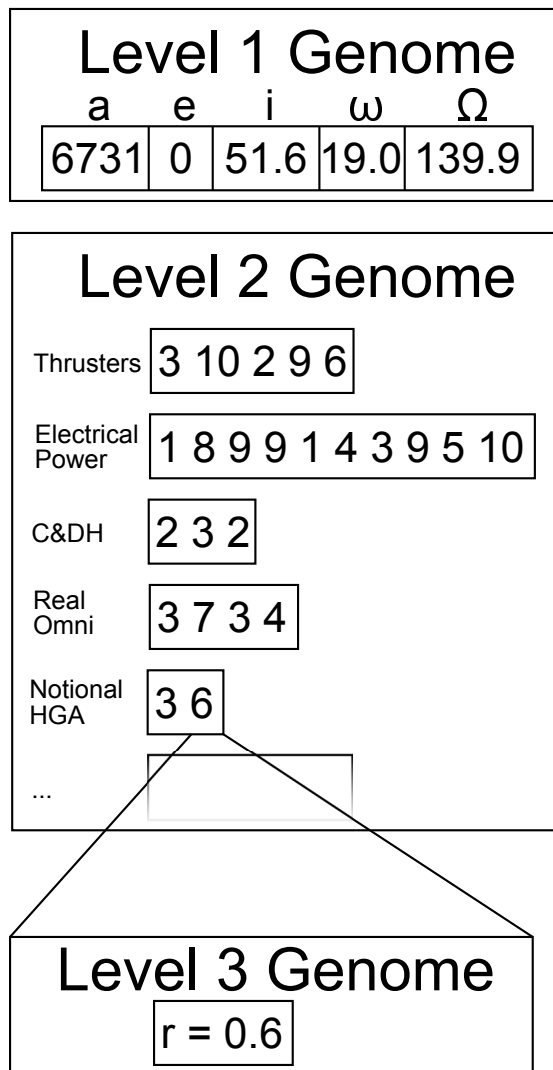 Level 1 Genome
a e i ω Ω
6731 0 51.6 19.0 139.9
Level 2 Genome
Thrusters 3 10 2 9 6
Electrical
Power 1 8 9 9 1 4 3 9 5 10
C&DH 2 3 2
Real
Omni 3 7 3 4
Notional
HGA 3 6
...
Level 3 Genome
r = 0.6